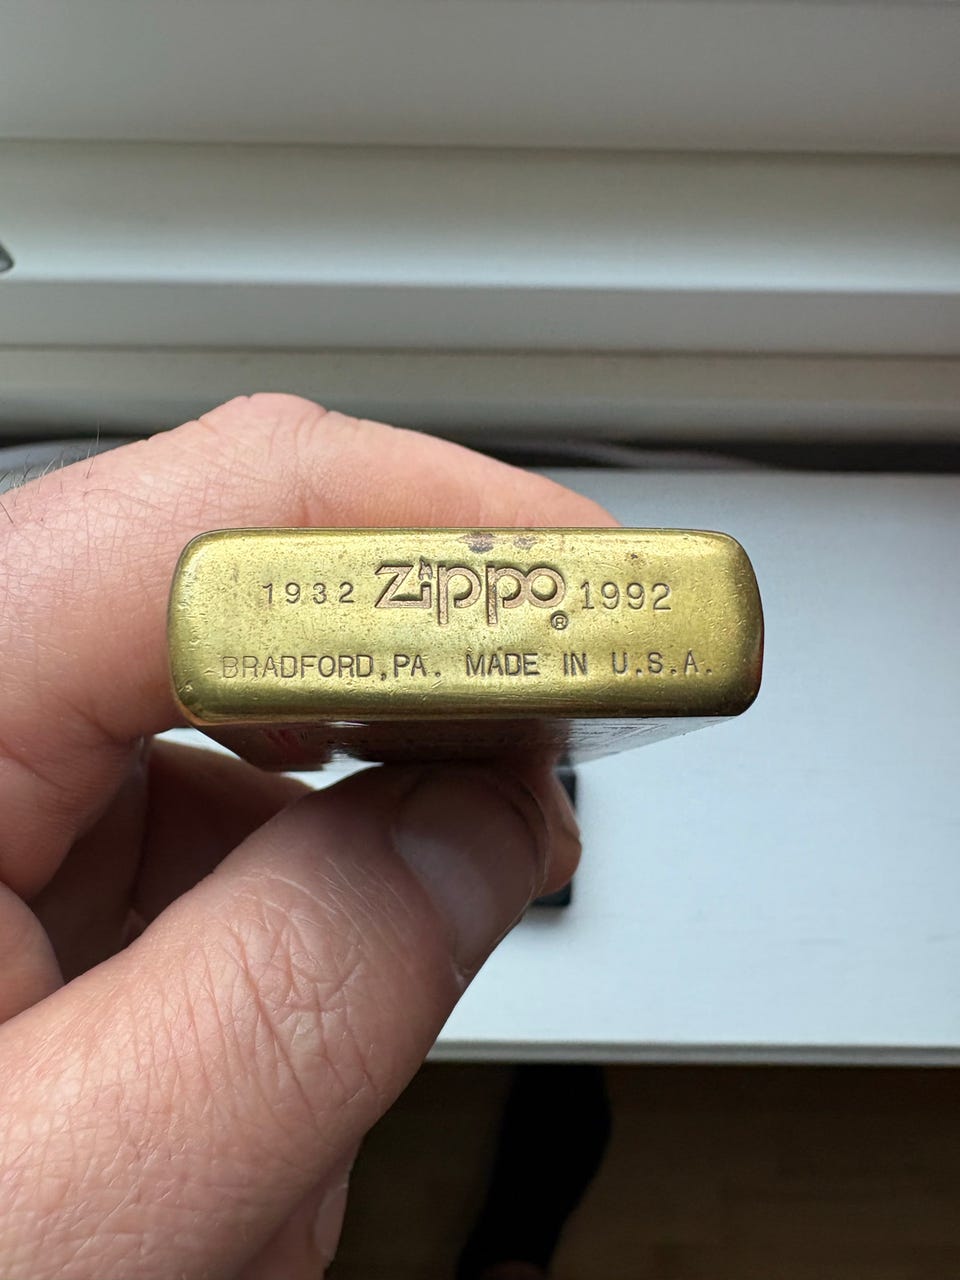 1932 Zippo ® 1992
BRADFORD,PA. MADE IN U.S.A.